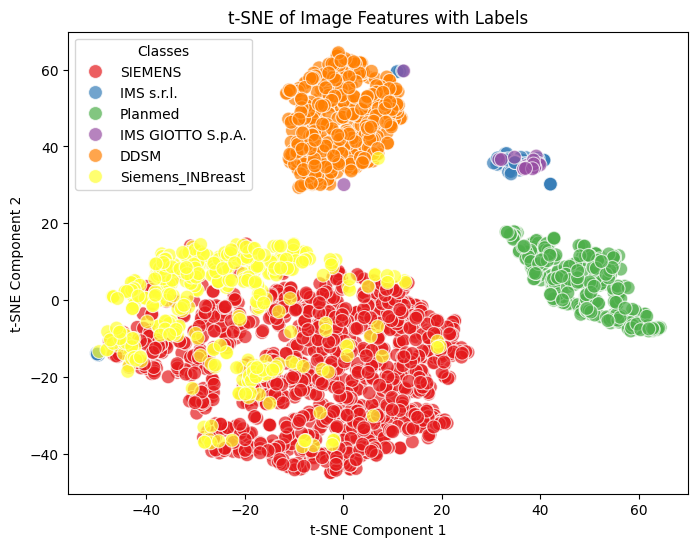 t-SNE of Image Features with Labels
Classes
SIEMENS
IMS s.r.l.
Planmed
IMS GIOTTO S.p.A.
DDSM
Siemens_INBreast
60
40
20
0
−20
−40
t-SNE Component 2
−40 −20 0 20 40 60
t-SNE Component 1